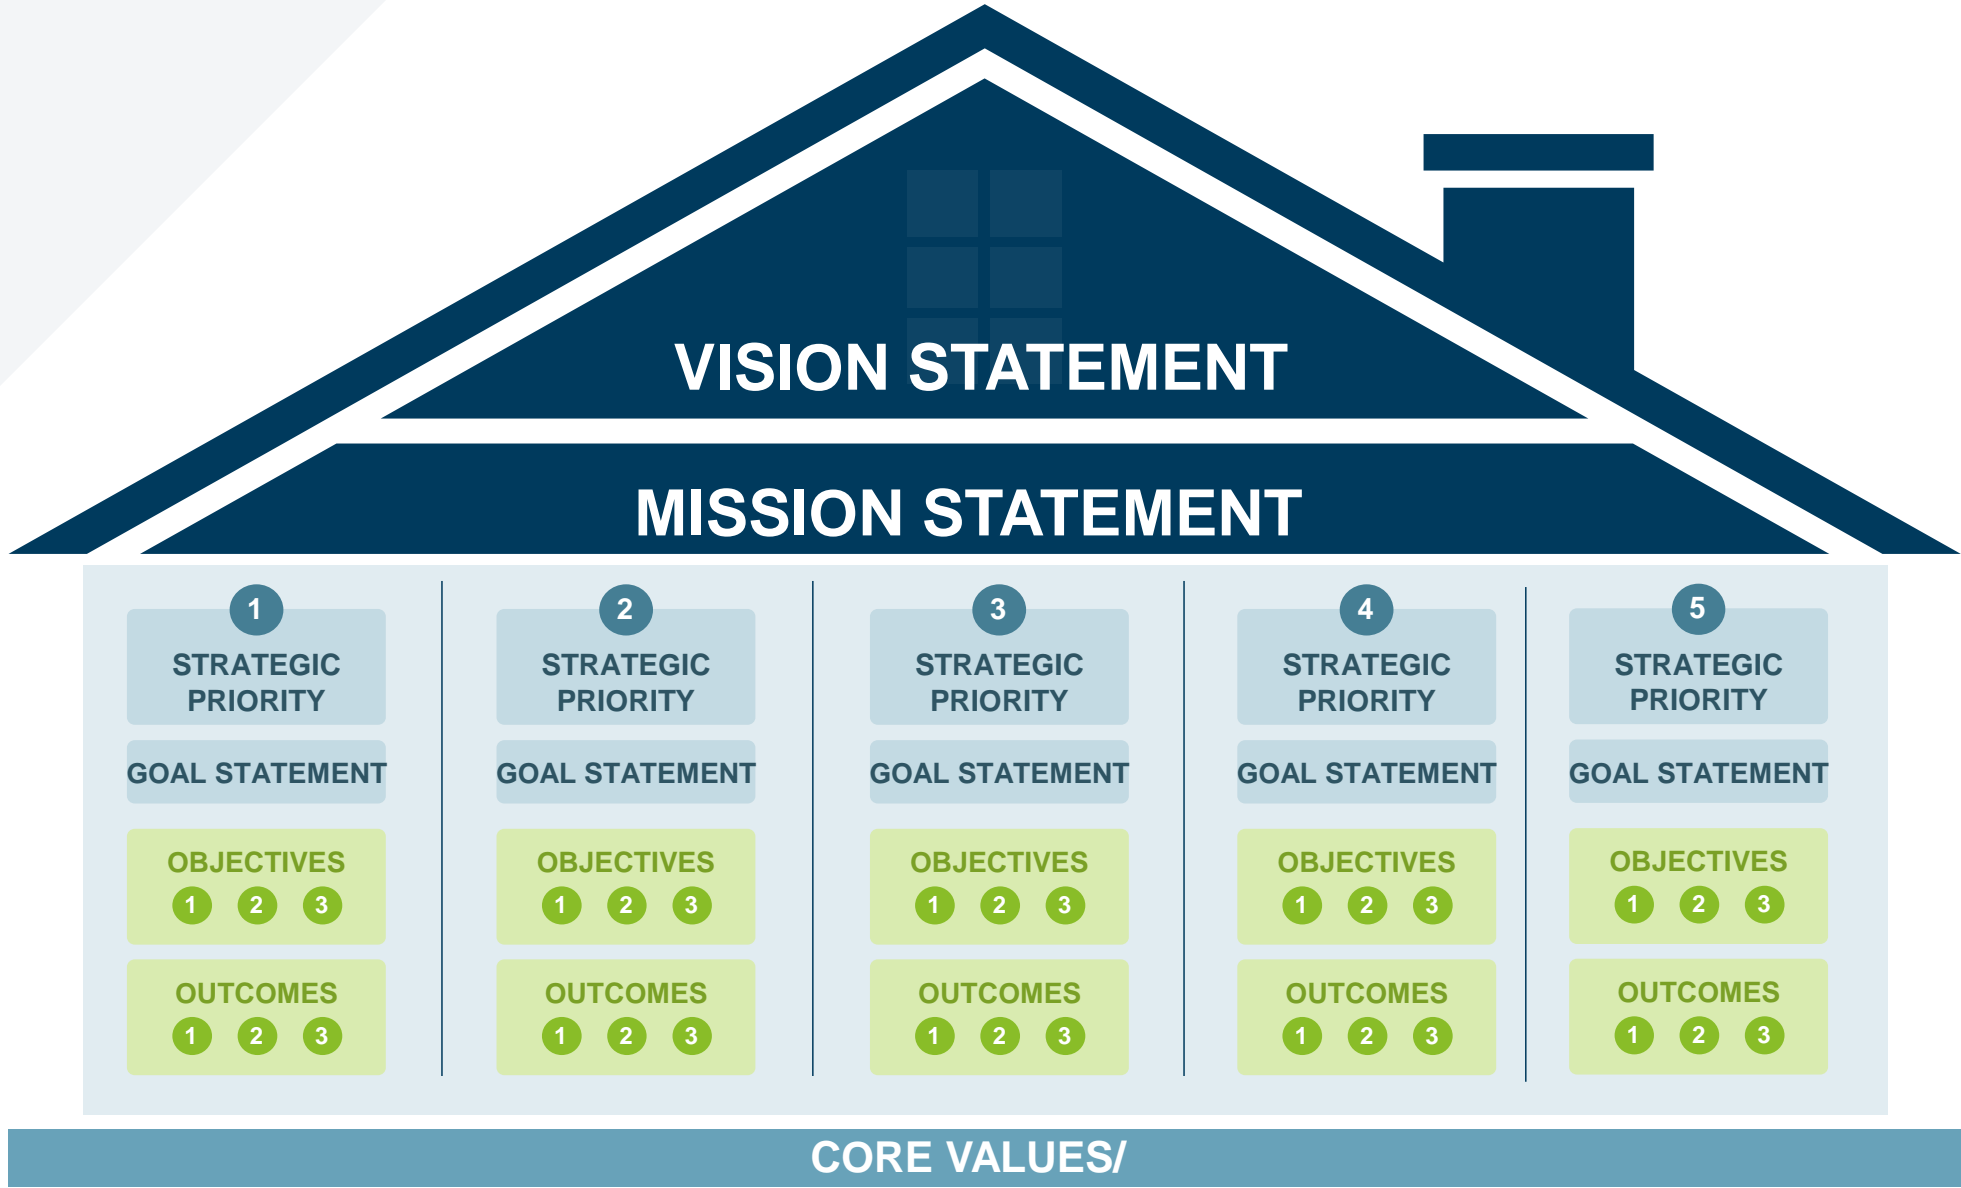 VISION STATEMENT
MISSION STATEMENT
1
STRATEGIC
PRIORITY
GOAL STATEMENT
OBJECTIVES
1 2 3
OUTCOMES
1 2 3
2
STRATEGIC
PRIORITY
GOAL STATEMENT
OBJECTIVES
1 2 3
OUTCOMES
1 2 3
3
STRATEGIC
PRIORITY
GOAL STATEMENT
OBJECTIVES
1 2 3
OUTCOMES
1 2 3
4
STRATEGIC
PRIORITY
GOAL STATEMENT
OBJECTIVES
1 2 3
OUTCOMES
1 2 3
5
STRATEGIC
PRIORITY
GOAL STATEMENT
OBJECTIVES
1 2 3
OUTCOMES
1 2 3
CORE VALUES/